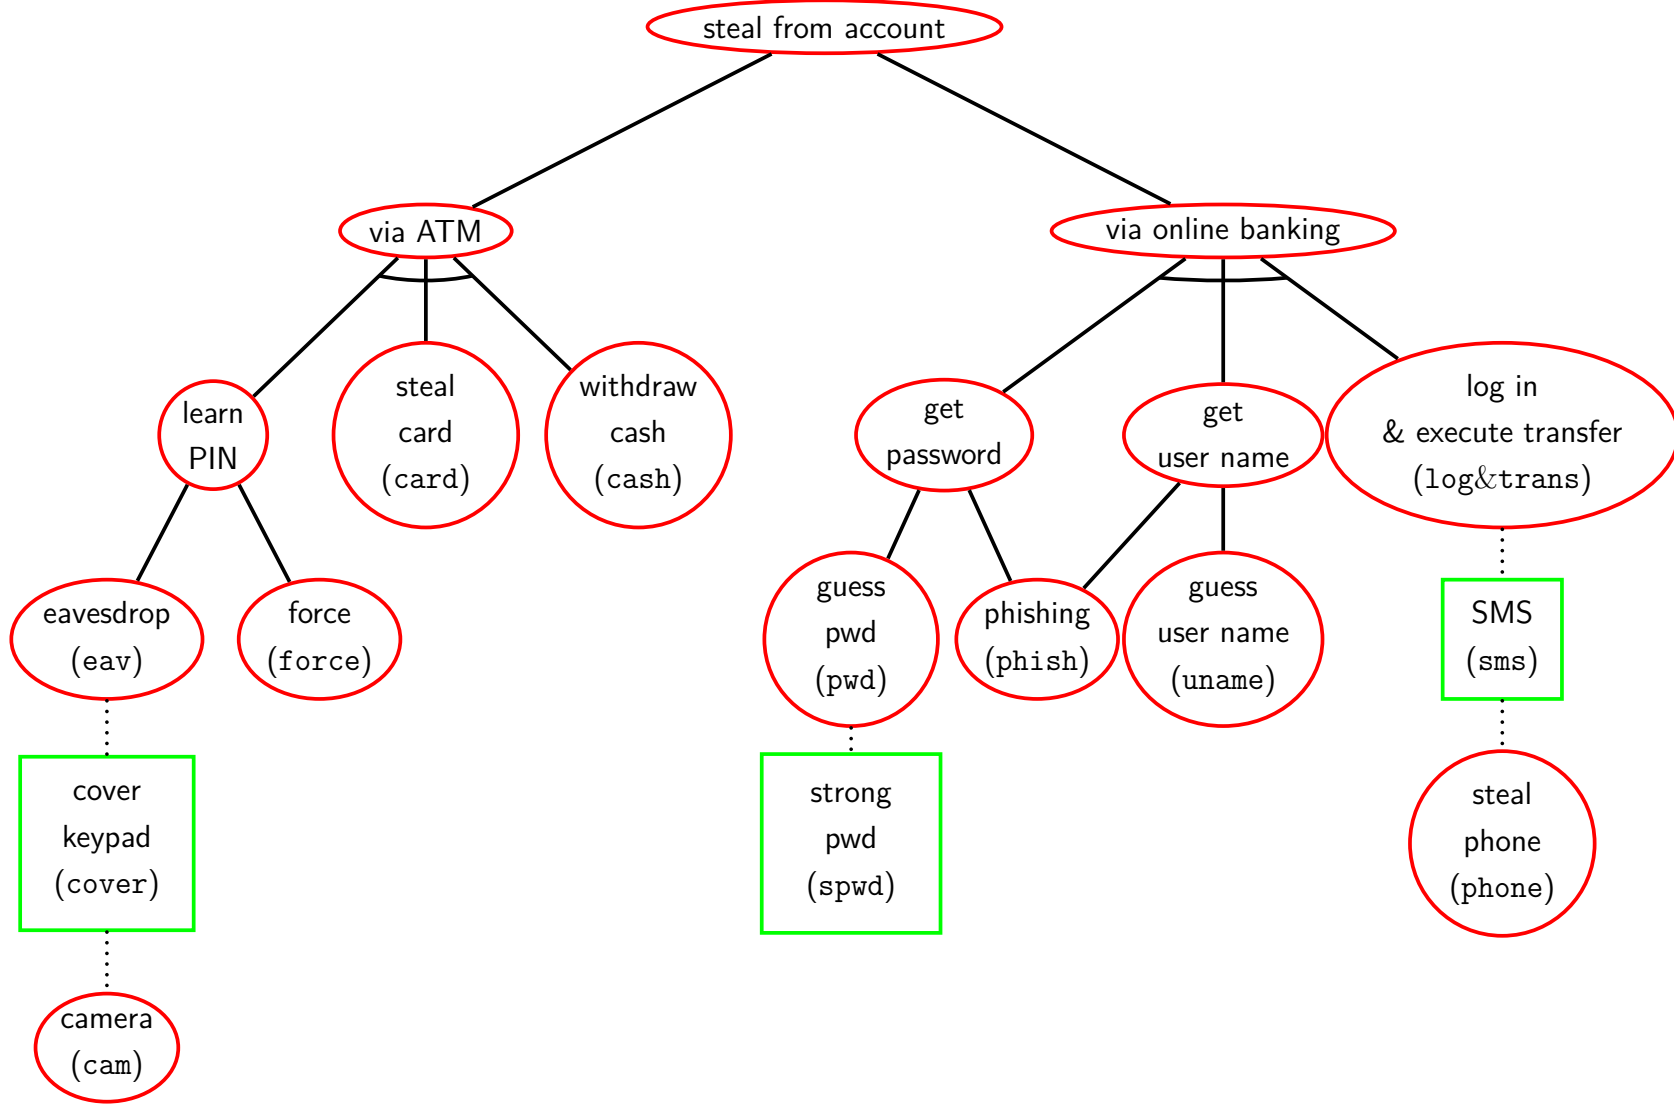 steal from account
via ATM
via online banking
learn
PIN
steal
card
(card)
withdraw
cash
(cash)
get
password
get
user name
log in
& execute transfer
(log&trans)
eavesdrop
(eav)
force
(force)
guess
pwd
(pwd)
phishing
(phish)
guess
user name
(uname)
SMS
(sms)
cover
keypad
(cover)
strong
pwd
(spwd)
steal
phone
(phone)
camera
(cam)